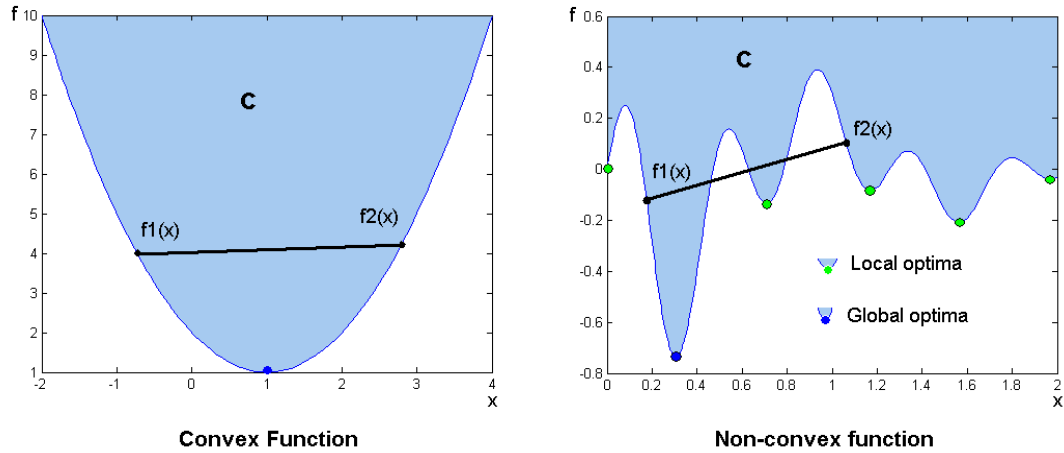 f
10
9
8
7
6
5
4
3
2
1
C
f1(x)
f2(x)
-2
-1
0
1
2
3
4
x
Convex Function
f
0.6
0.4
0.2
0
-0.2
-0.4
-0.6
-0.8
C
f2(x)
f1(x)
Local optima
Global optima
0
0.2
0.4
0.6
0.8
1
1.2
1.4
1.6
1.8
2
x
Non-convex function